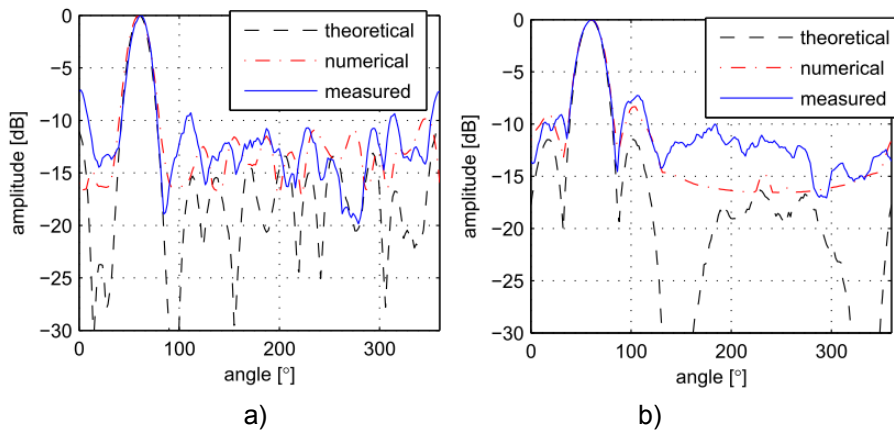 0
−5
−10
−15
−20
−25
−30
amplitude [dB]
0 100 200 300
angle [°]
theoretical
numerical
measured
a)
0
−5
−10
−15
−20
−25
−30
amplitude [dB]
0 100 200 300
angle [°]
theoretical
numerical
measured
b)